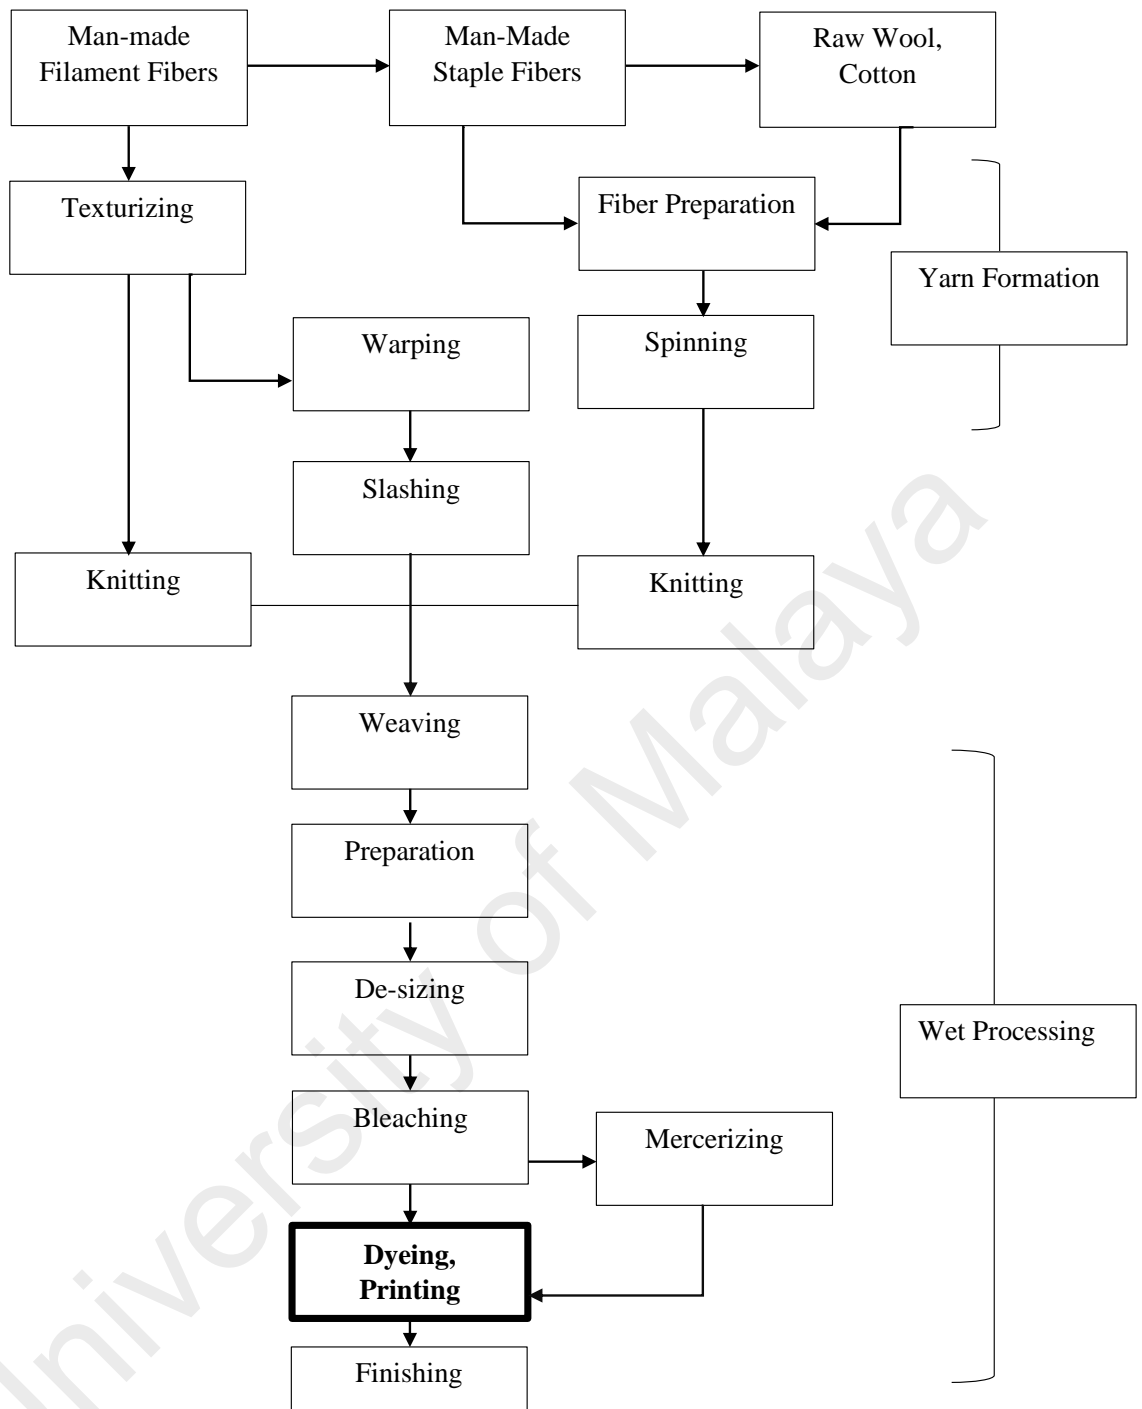 Man-made
Filament Fibers
Man-Made
Staple Fibers
Raw Wool,
Cotton
Texturizing
Fiber Preparation
Yarn Formation
Warping
Spinning
Slashing
Knitting
Knitting
Weaving
Preparation
De-sizing
Wet Processing
Bleaching
Mercerizing
Dyeing,
Printing
Finishing
University of Malaya